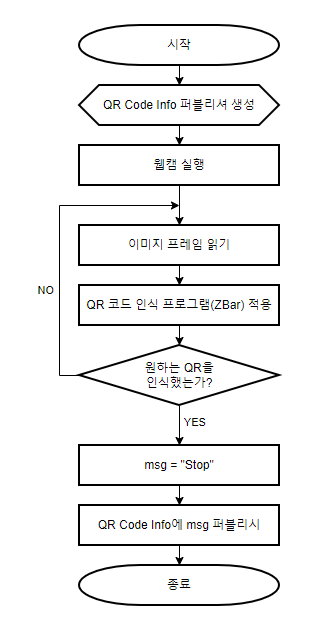 시작
QR Code Info 퍼블리셔 생성
웹캠 실행
이미지 프레임 읽기
NO
QR 코드 인식 프로그램(ZBar) 적용
원하는 QR을
인식했는가?
YES
msg = "Stop"
QR Code Info에 msg 퍼블리시
종료